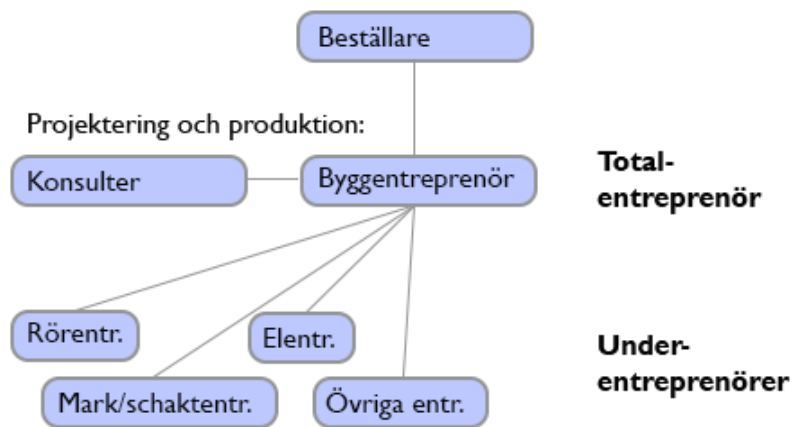 Beställare
Projektering och produktion:
Konsulter
Byggentreprenör
Total-
entreprenör
Rörentr.
Elentr.
Under-
entreprenörer
Mark/schaktentr.
Övriga entr.